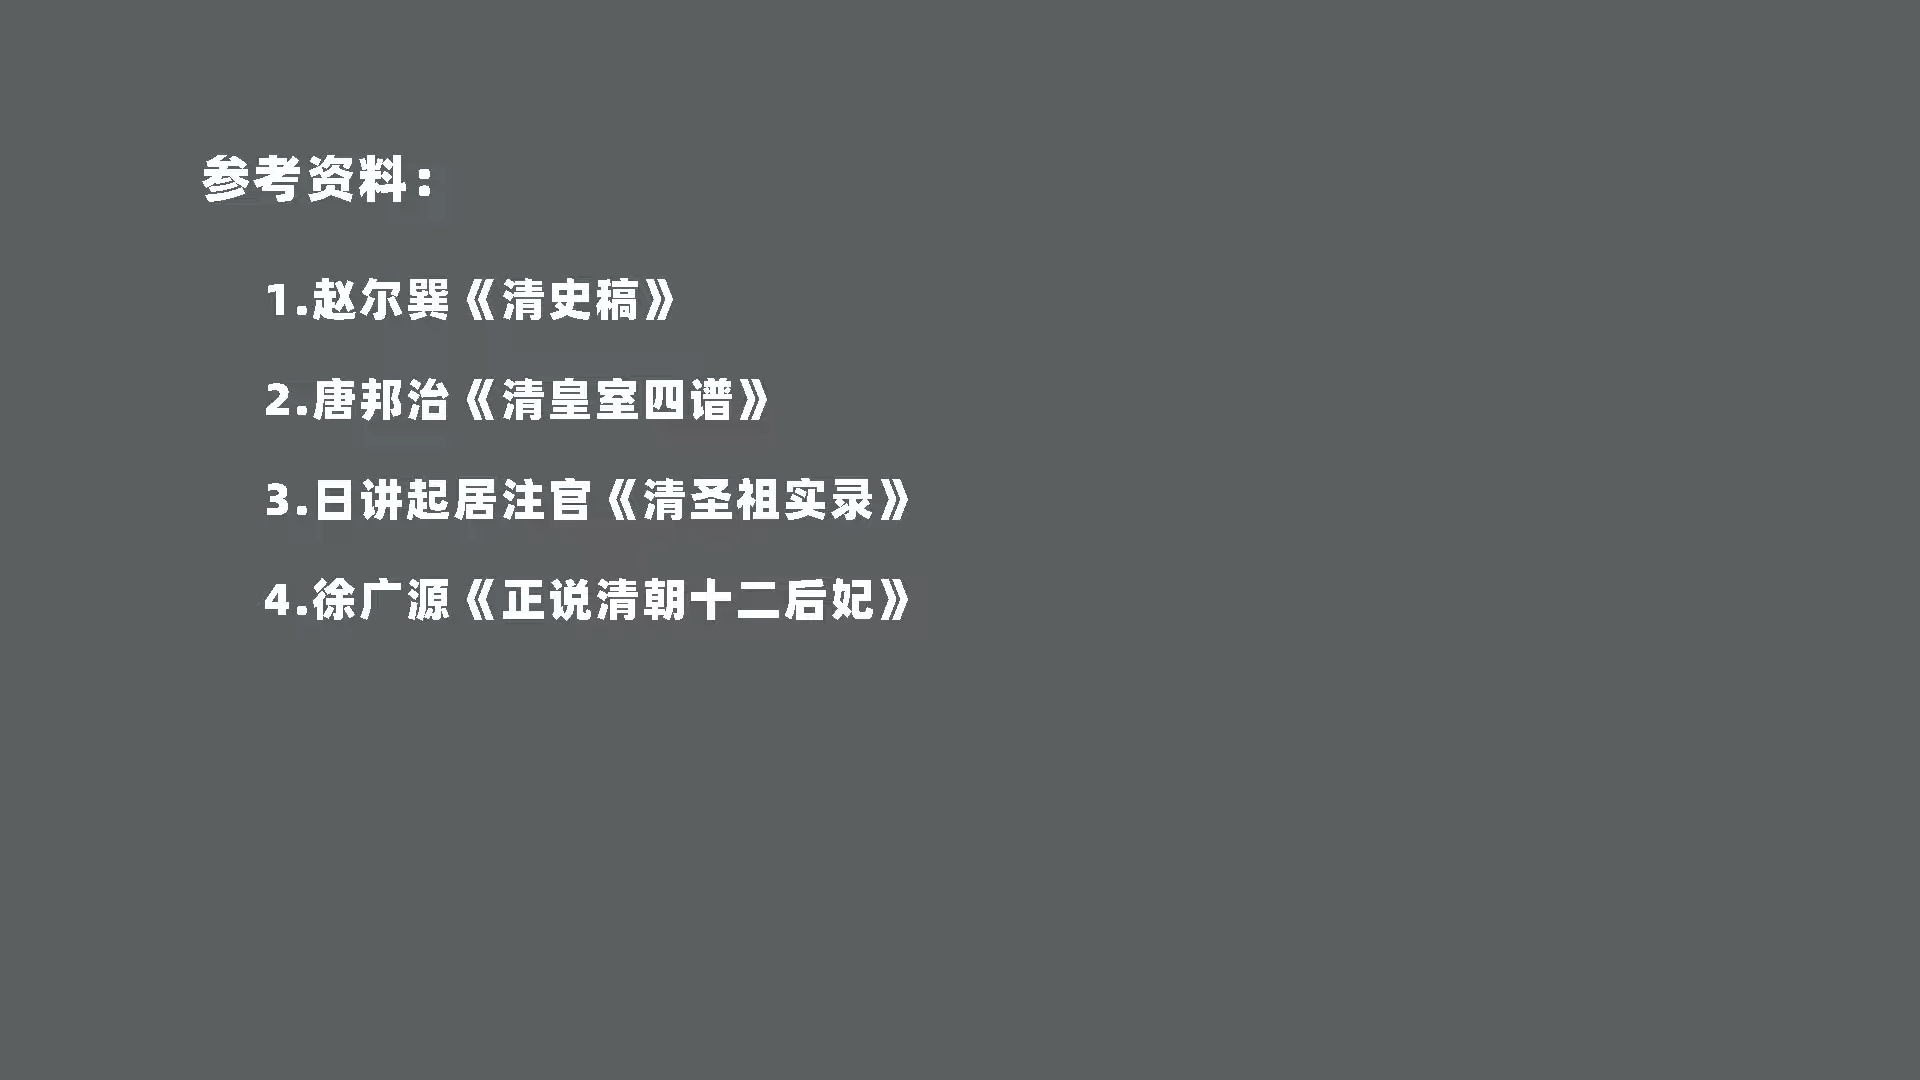 参考资料：
1.赵尔巽《清史稿》
2.唐邦治《清皇室四谱》
3.日讲起居注官《清圣祖实录》
4.徐广源《正说清朝十二后妃》